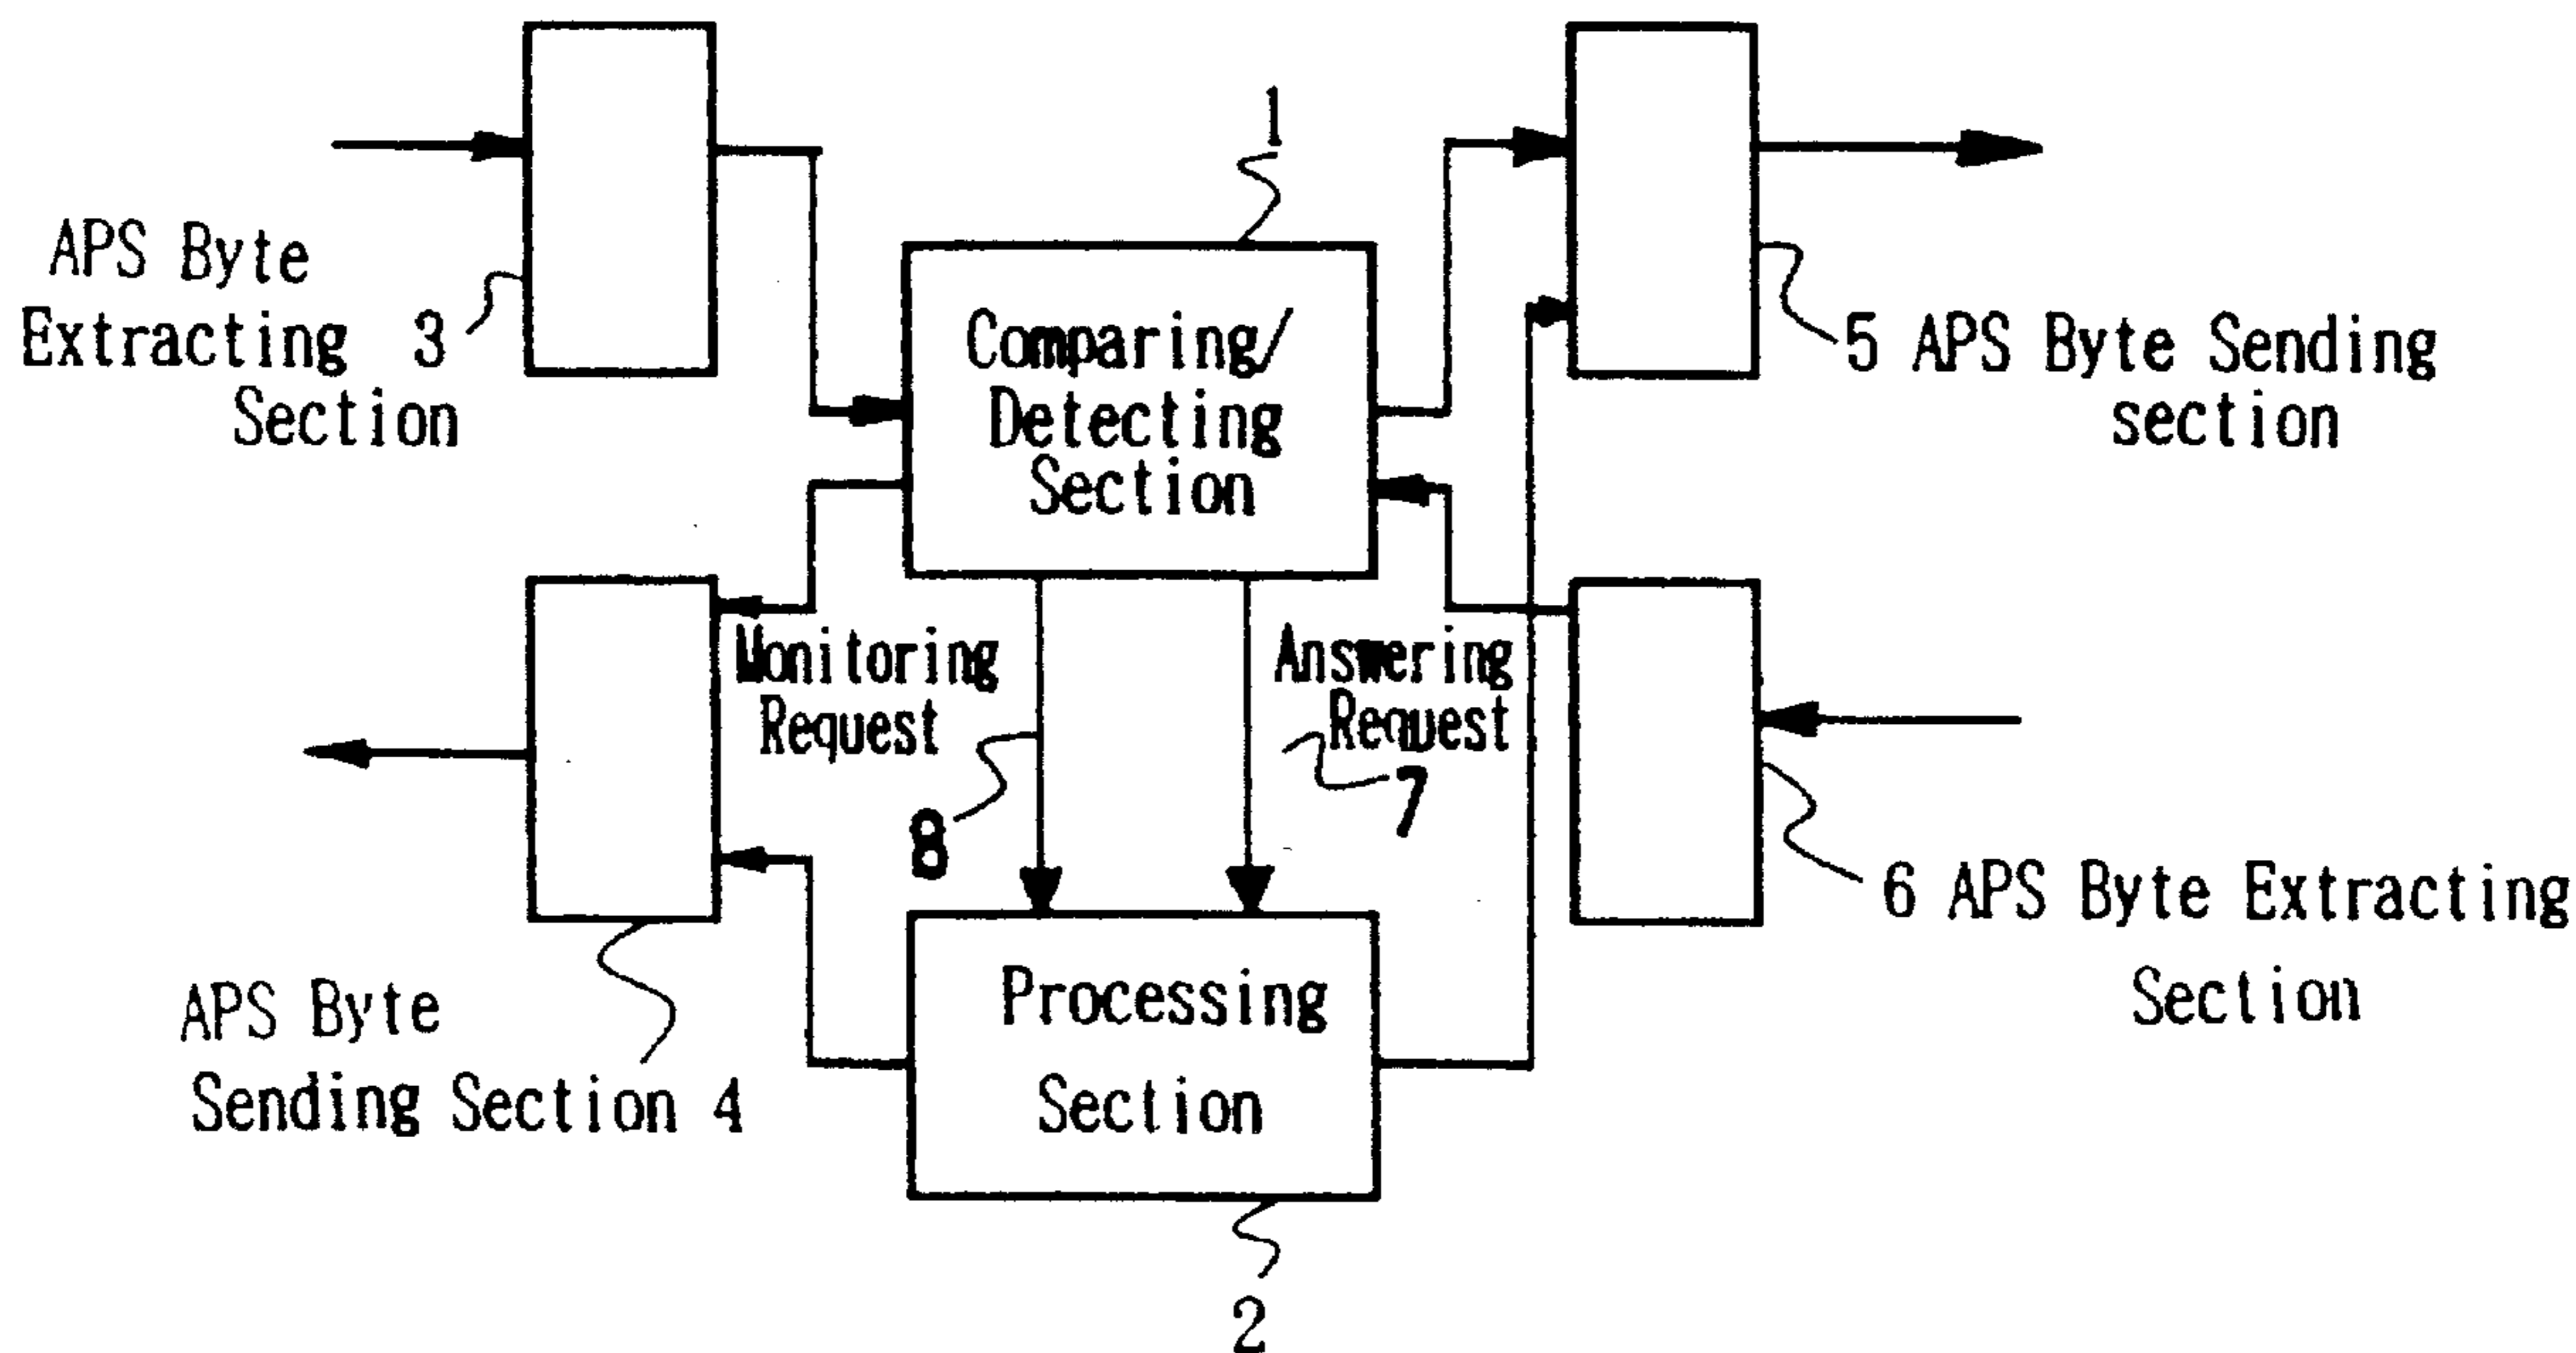 1
APS Byte
Extracting 3
Section
Comparing/
Detecting
Section
5 APS Byte Sending
section
Monitoring
Request
Answering
Request
8
7
6 APS Byte Extracting
Section
APS Byte
Sending Section 4
Processing
Section
2